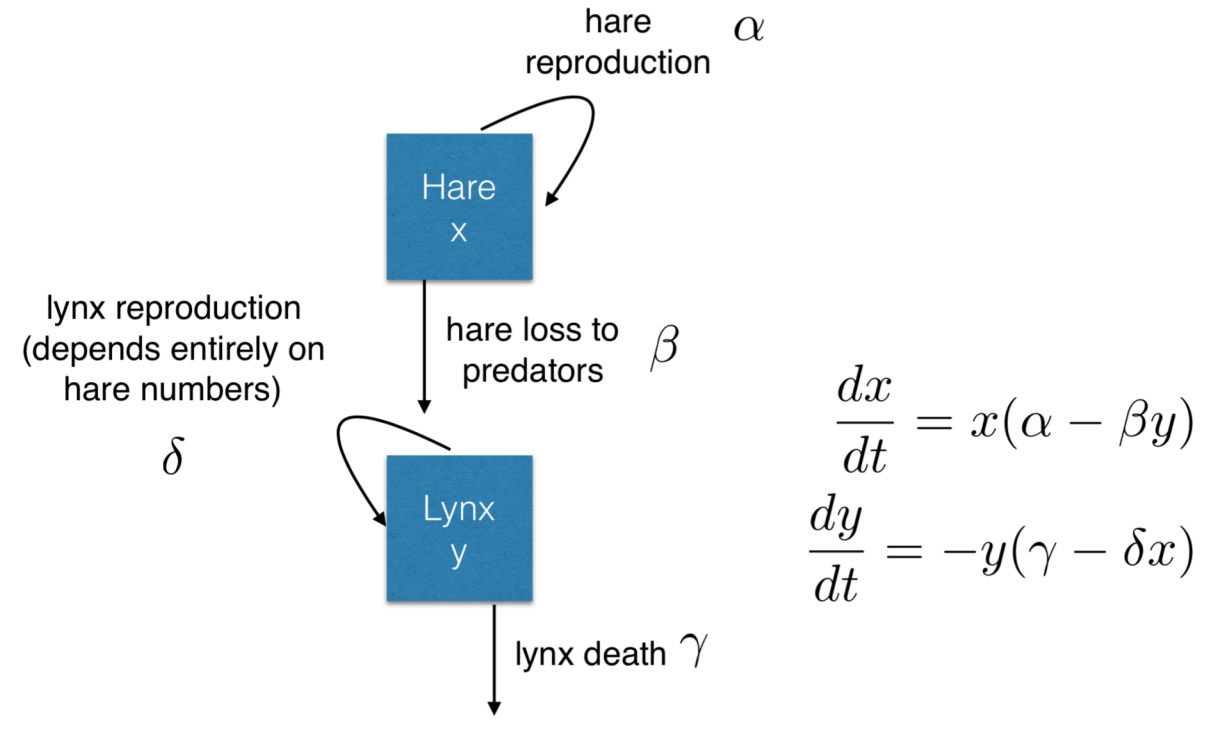 hare
reproduction
α
Hare
x
lynx reproduction
(depends entirely on
hare numbers)
δ
hare loss to
predators
β
Lynx
y
lynx death γ
dx/dt = x(α − βy)
dy/dt = −y(γ − δx)